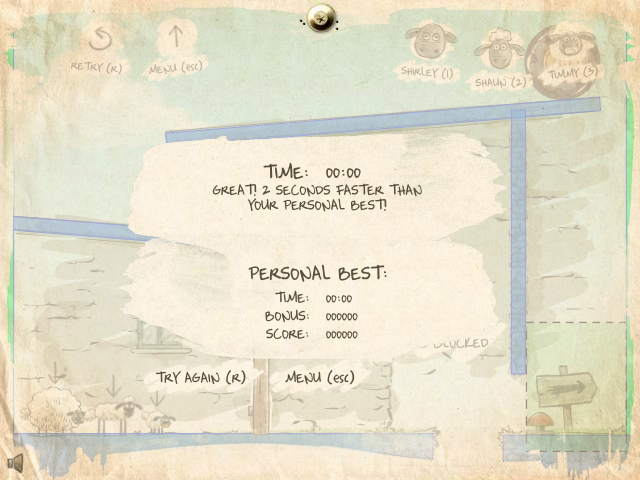 RETRY (R)
MENU (esc)
SHIRLEY (1)
SHAUN (2)
TIMMY (3)
TIME: 00:00
GREAT! 2 SECONDS FASTER THAN
YOUR PERSONAL BEST!
PERSONAL BEST:
TIME: 00:00
BONUS: 000000
SCORE: 000000
TRY AGAIN (R)
MENU (esc)